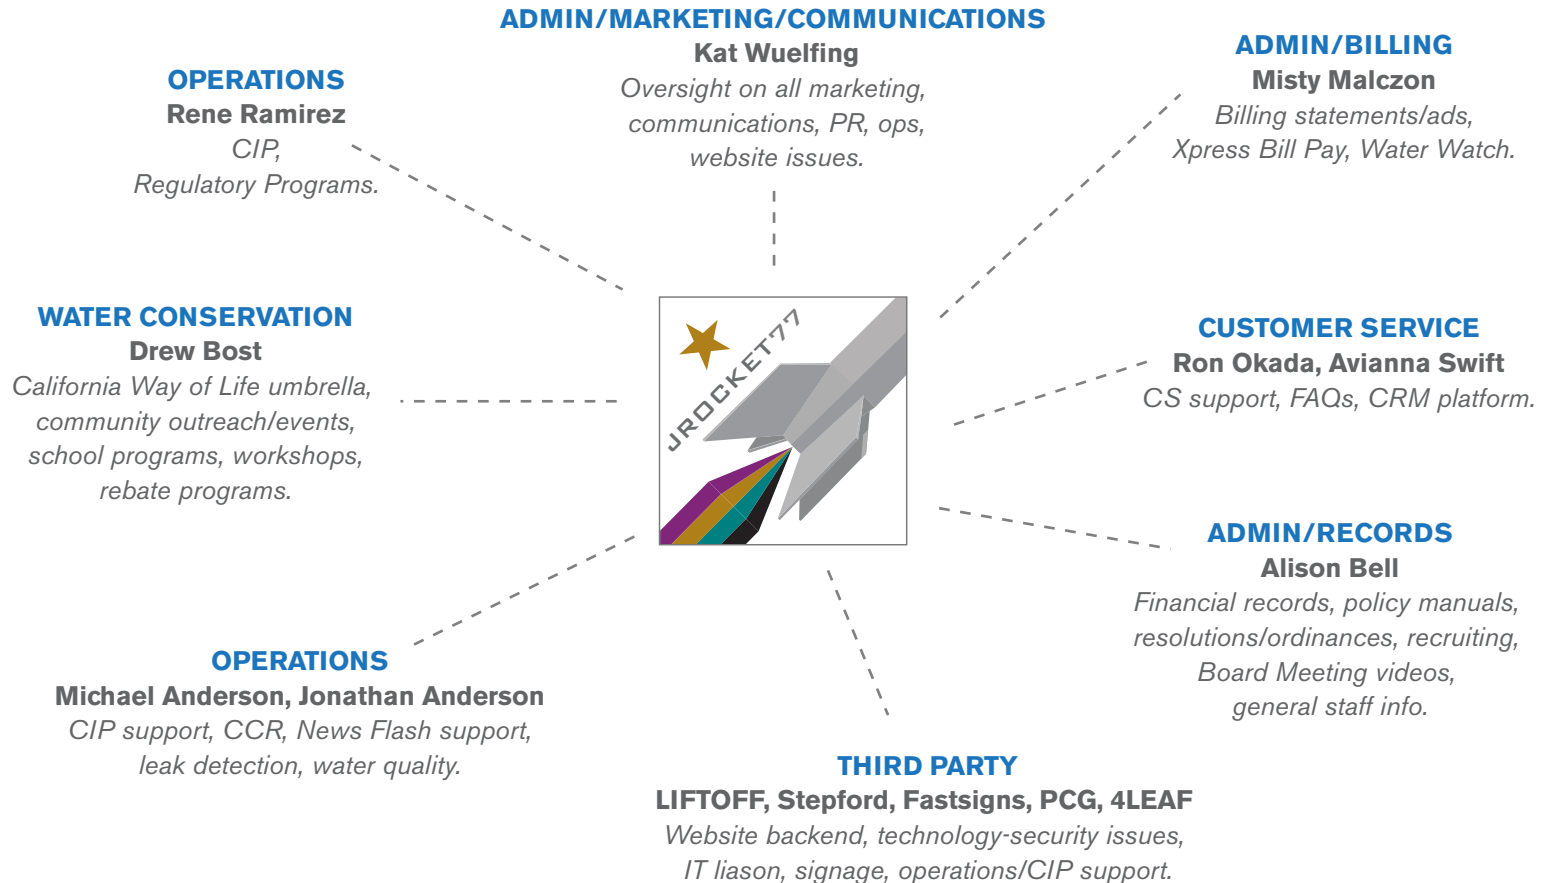 ADMIN/MARKETING/COMMUNICATIONS
Kat Wuelfing
Oversight on all marketing,
communications, PR, ops,
website issues.
ADMIN/BILLING
Misty Malczon
Billing statements/ads,
Xpress Bill Pay, Water Watch.
OPERATIONS
Rene Ramirez
CIP,
Regulatory Programs.
WATER CONSERVATION
Drew Bost
California Way of Life umbrella,
community outreach/events,
school programs, workshops,
rebate programs.
JROCKET77
CUSTOMER SERVICE
Ron Okada, Avianna Swift
CS support, FAQs, CRM platform.
ADMIN/RECORDS
Alison Bell
Financial records, policy manuals,
resolutions/ordinances, recruiting,
Board Meeting videos,
general staff info.
OPERATIONS
Michael Anderson, Jonathan Anderson
CIP support, CCR, News Flash support,
leak detection, water quality.
THIRD PARTY
LIFTOFF, Stepford, Fastsigns, PCG, 4LEAF
Website backend, technology-security issues,
IT liason, signage, operations/CIP support.